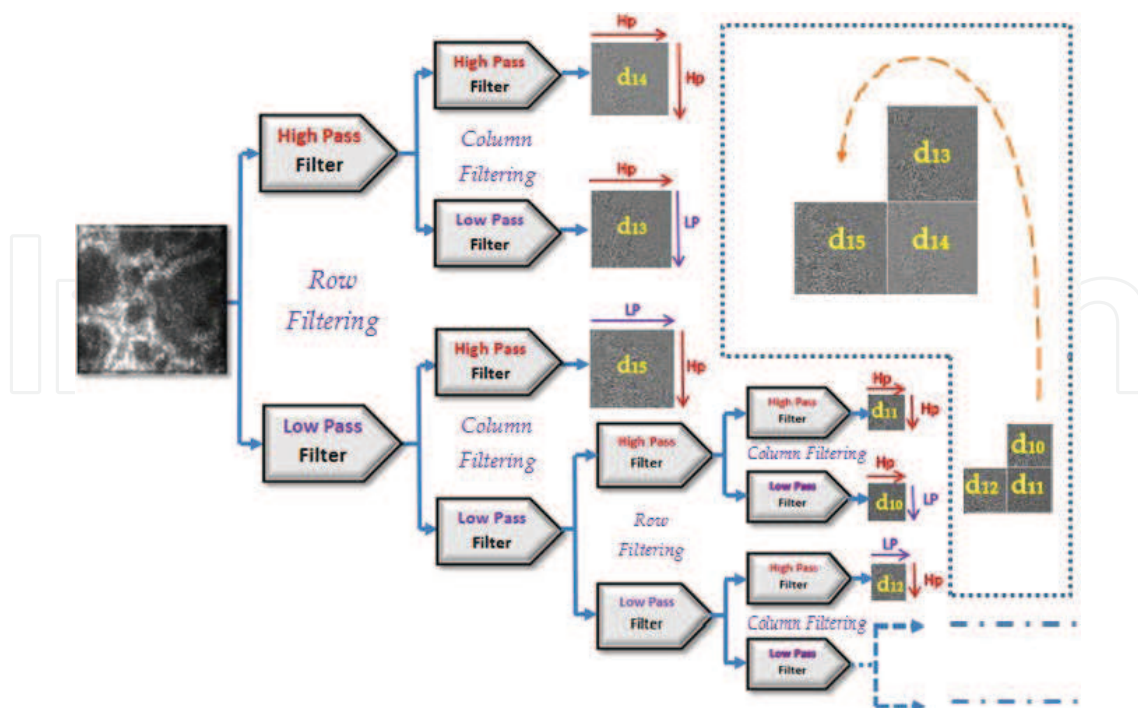 Hp
High Pass
Filter
d14
Hp
High Pass
Filter
Column
Filtering
Hp
d13
Low Pass
Filter
d13
LP
d15
d14
Row
Filtering
LP
High Pass
Filter
d15
Hp
Hp
High Pass
Filter
d11
Hp
Low Pass
Filter
Column
Filtering
High Pass
Filter
Column Filtering
Hp
d10
d12
d11
Low Pass
Filter
d10
LP
Low Pass
Filter
Row
Filtering
LP
High Pass
Filter
d12
Hp
Low Pass
Filter
Column Filtering
Low Pass
Filter